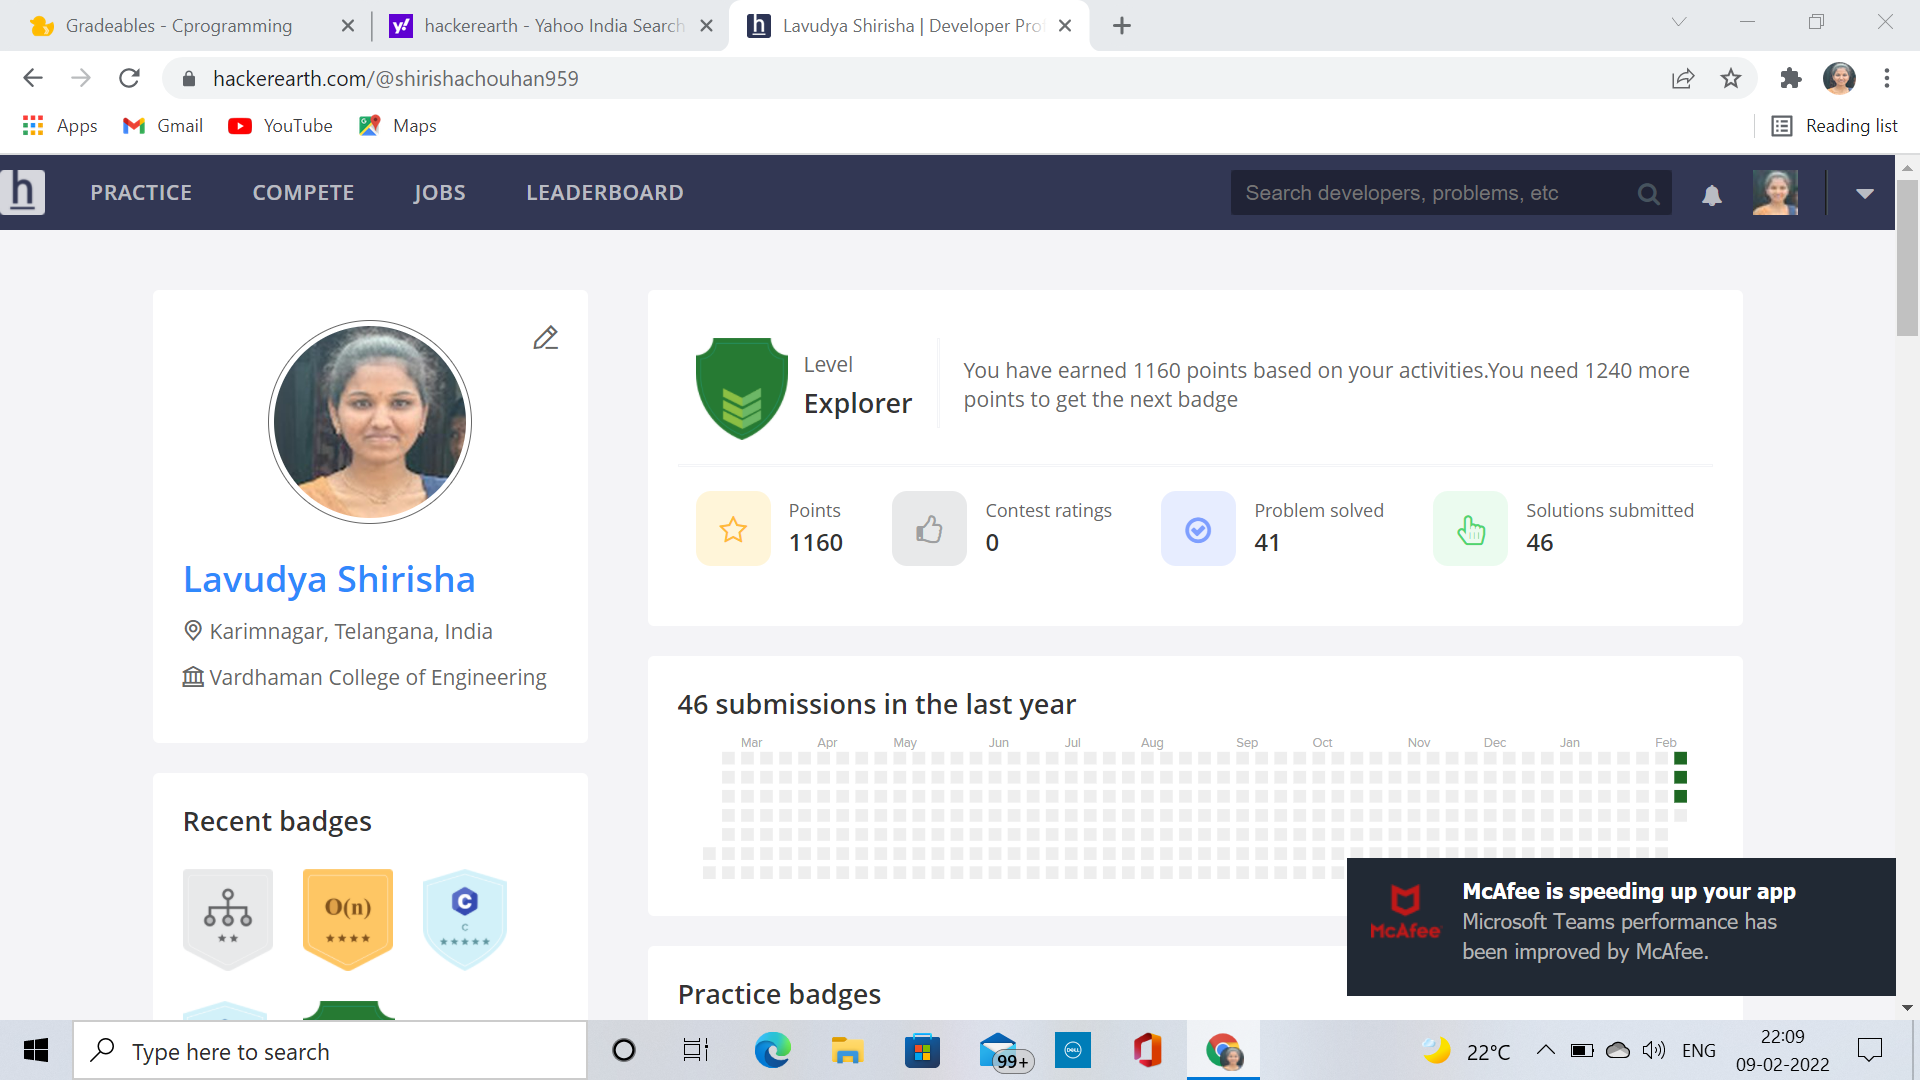 Gradeables - Cprogramming
hackerearth - Yahoo India Search
Lavudya Shirisha | Developer Prof
hackerearth.com/@shirishachouhan959
Apps
Gmail
YouTube
Maps
Reading list
h
PRACTICE
COMPETE
JOBS
LEADERBOARD
Search developers, problems, etc
Level
Explorer
You have earned 1160 points based on your activities.You need 1240 more
points to get the next badge
Points
1160
Contest ratings
0
Problem solved
41
Solutions submitted
46
Lavudya Shirisha
Karimnagar, Telangana, India
Vardhaman College of Engineering
46 submissions in the last year
Mar Apr May Jun Jul Aug Sep Oct Nov Dec Jan Feb
Recent badges
O(n)
C
C
Practice badges
McAfee
McAfee is speeding up your app
Microsoft Teams performance has
been improved by McAfee.
Type here to search
99+
DELL
22°C
ENG
22:09
09-02-2022